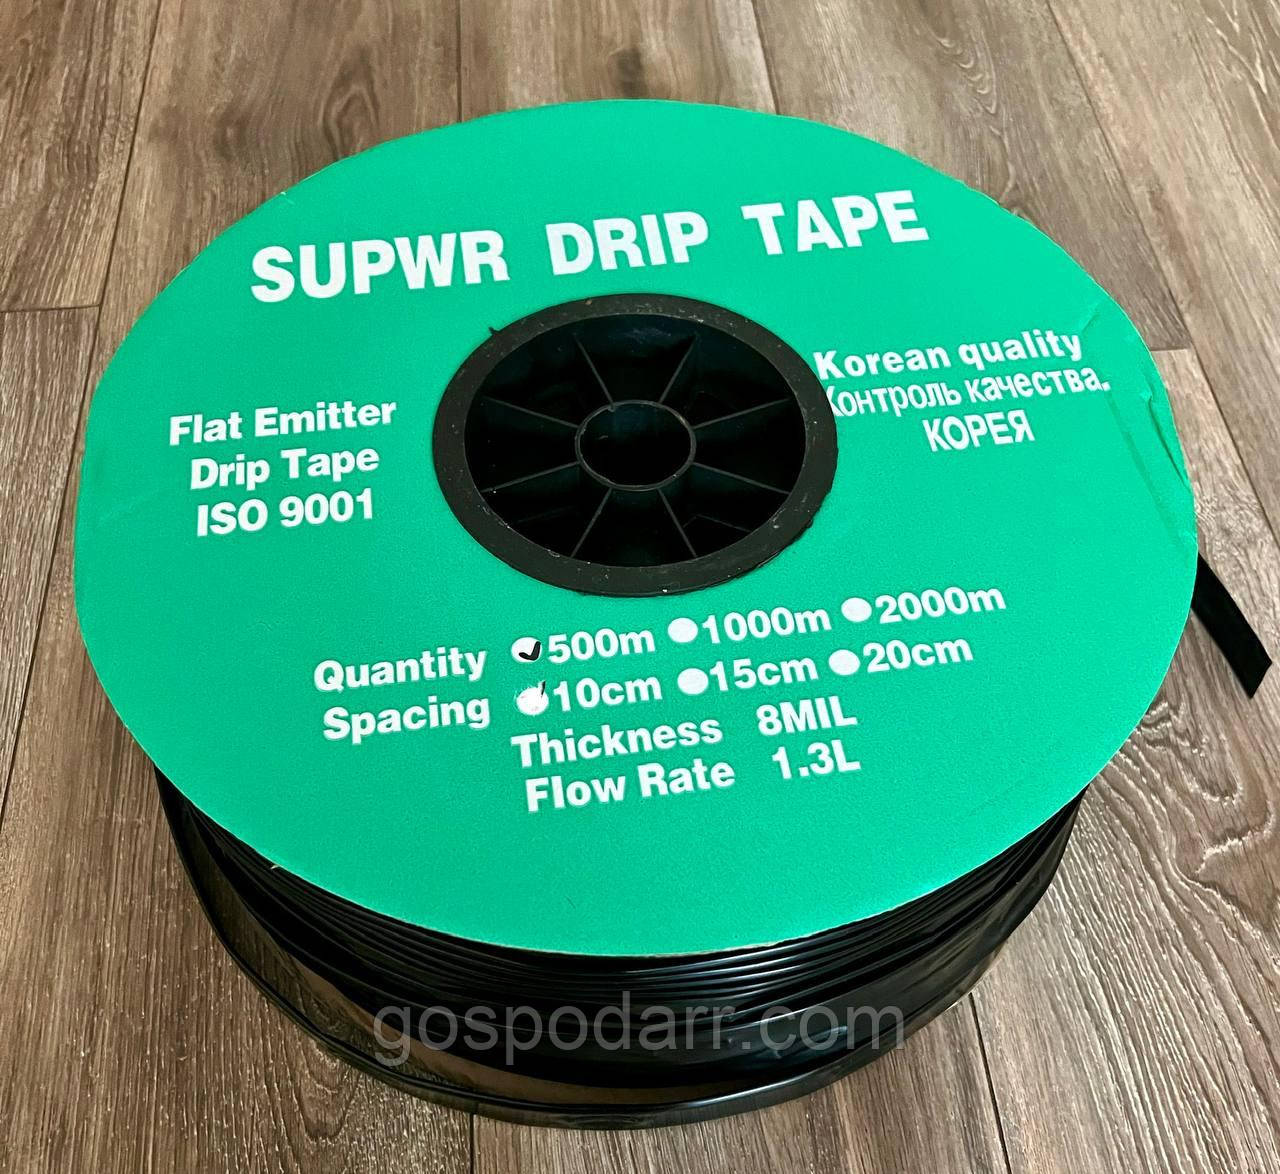 SUPWR DRIP TAPE
Korean quality
Контроль качества.
КОРЕЯ
Flat Emitter
Drip Tape
ISO 9001
Quantity 500m 1000m 2000m
Spacing 10cm 15cm 20cm
Thickness 8MIL
Flow Rate 1.3L
gospodarr.com